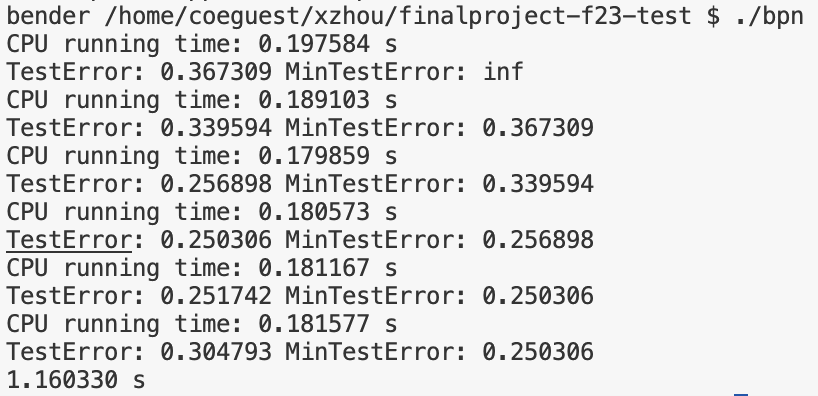 bender /home/coeguest/xzhou/finalproject-f23-test $ ./bpn
CPU running time: 0.197584 s
TestError: 0.367309 MinTestError: inf
CPU running time: 0.189103 s
TestError: 0.339594 MinTestError: 0.367309
CPU running time: 0.179859 s
TestError: 0.256898 MinTestError: 0.339594
CPU running time: 0.180573 s
TestError: 0.250306 MinTestError: 0.256898
CPU running time: 0.181167 s
TestError: 0.251742 MinTestError: 0.250306
CPU running time: 0.181577 s
TestError: 0.304793 MinTestError: 0.250306
1.160330 s